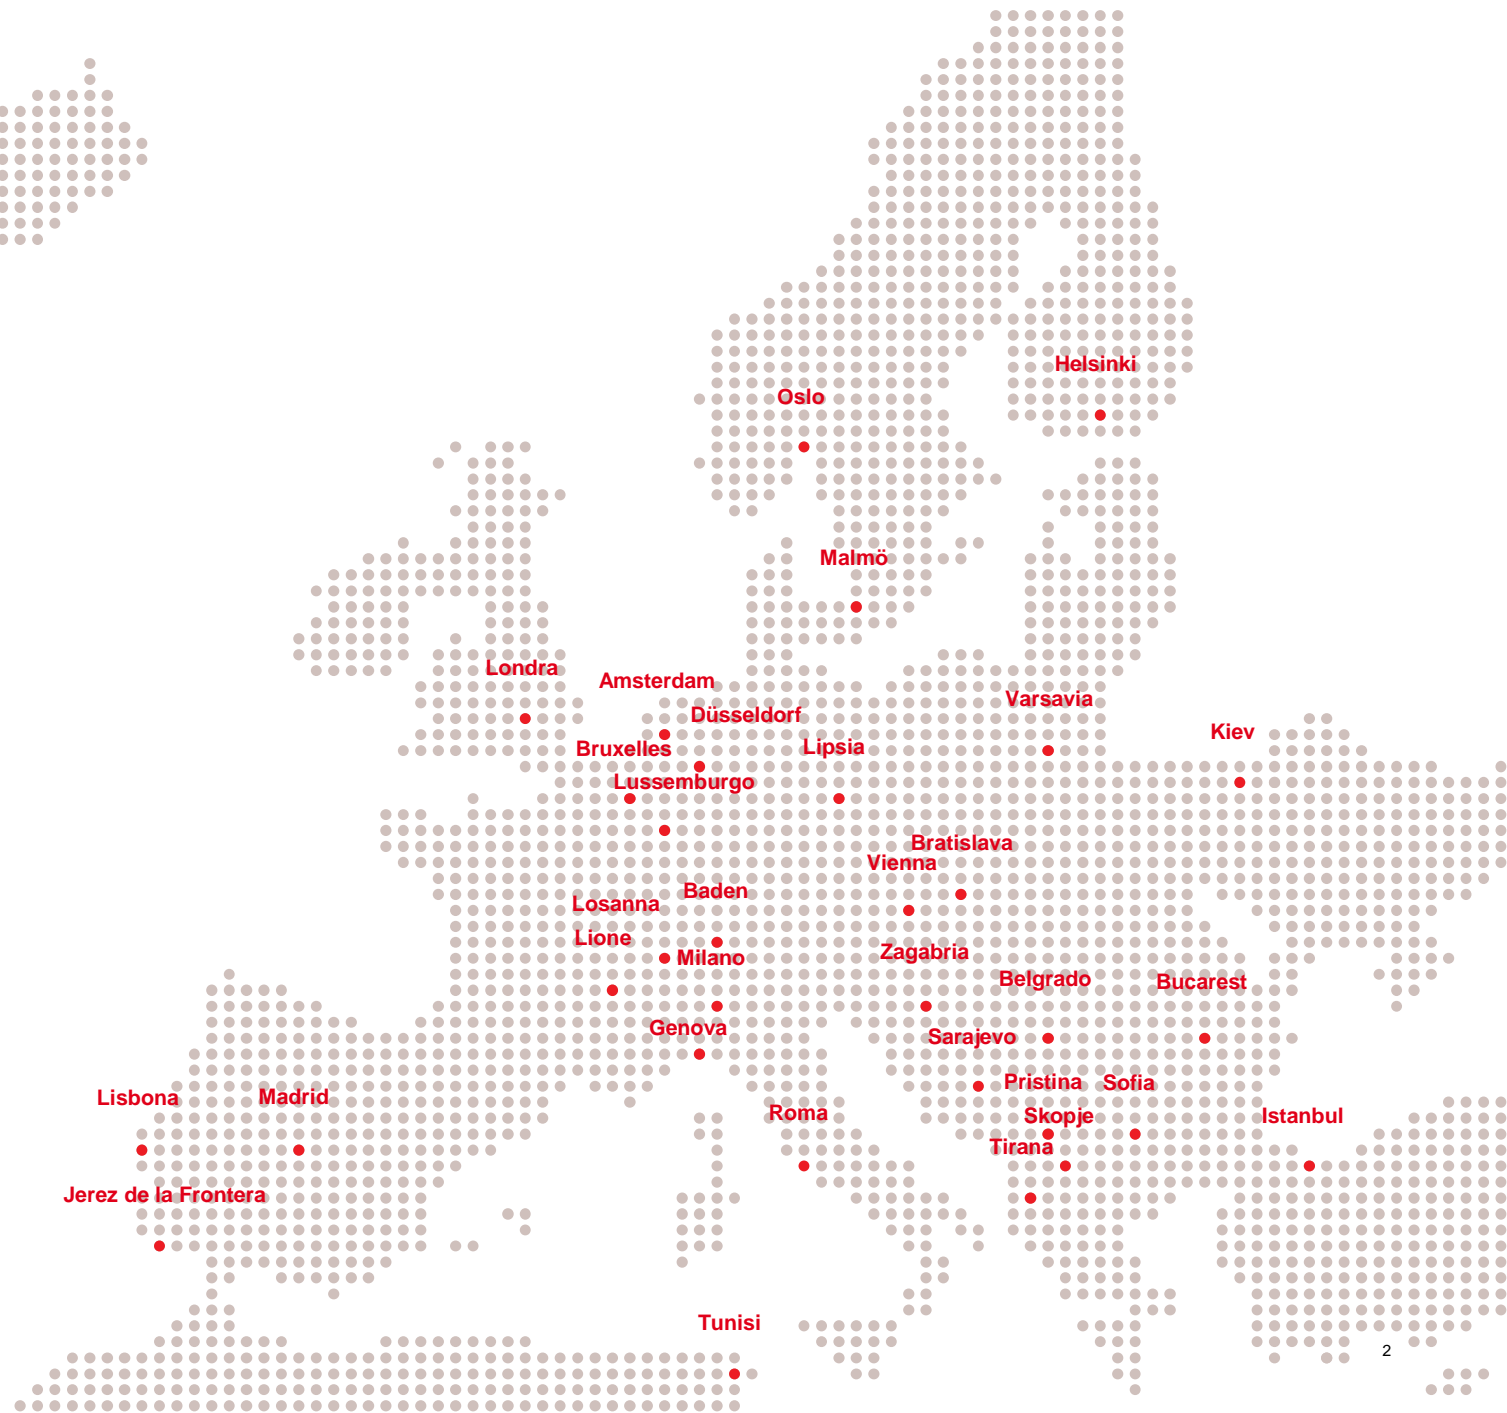 Helsinki
Oslo
Malmö
Londra
Amsterdam
Varsavia
Düsseldorf
Kiev
Bruxelles
Lipsia
Lussemburgo
Bratislava
Vienna
Baden
Losanna
Lione
Zagabria
Milano
Belgrado
Bucarest
Genova
Sarajevo
Pristina
Sofia
Lisbona
Madrid
Roma
Skopje
Istanbul
Tirana
Jerez de la Frontera
Tunisi
2